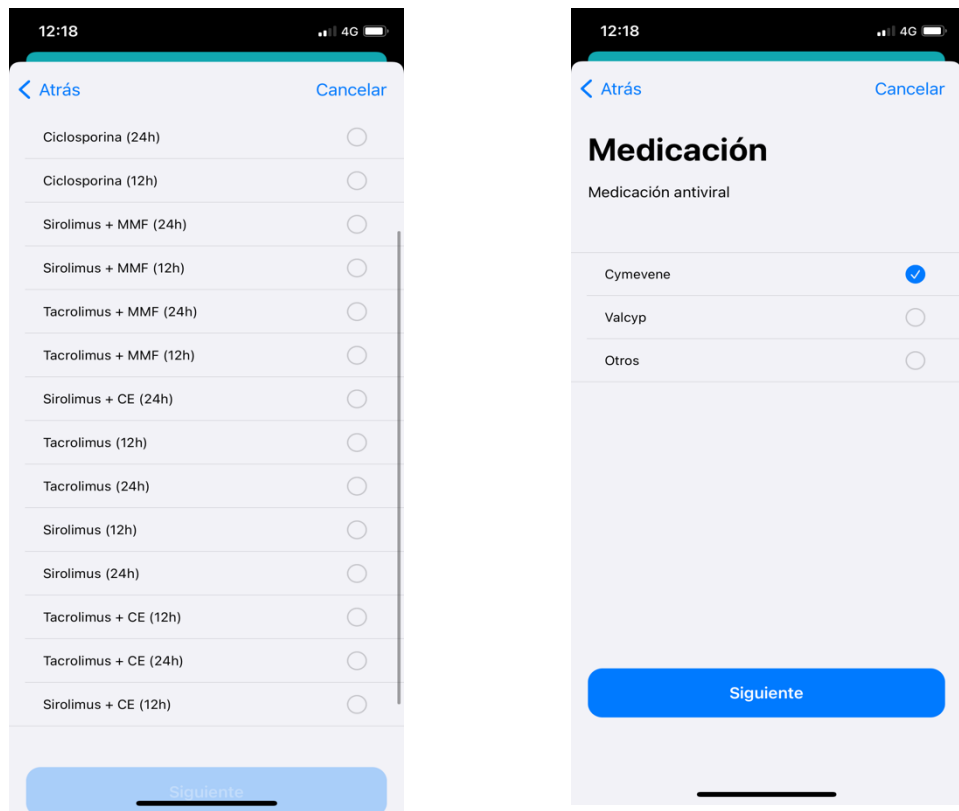 12:18
4G
Atrás
Cancelar
Ciclosporina (24h)
Ciclosporina (12h)
Sirolimus + MMF (24h)
Sirolimus + MMF (12h)
Tacrolimus + MMF (24h)
Tacrolimus + MMF (12h)
Sirolimus + CE (24h)
Tacrolimus (12h)
Tacrolimus (24h)
Sirolimus (12h)
Sirolimus (24h)
Tacrolimus + CE (12h)
Tacrolimus + CE (24h)
Sirolimus + CE (12h)
Siguiente
12:18
4G
Atrás
Cancelar
Medicación
Medicación antiviral
Cymevene
Valcyp
Otros
Siguiente